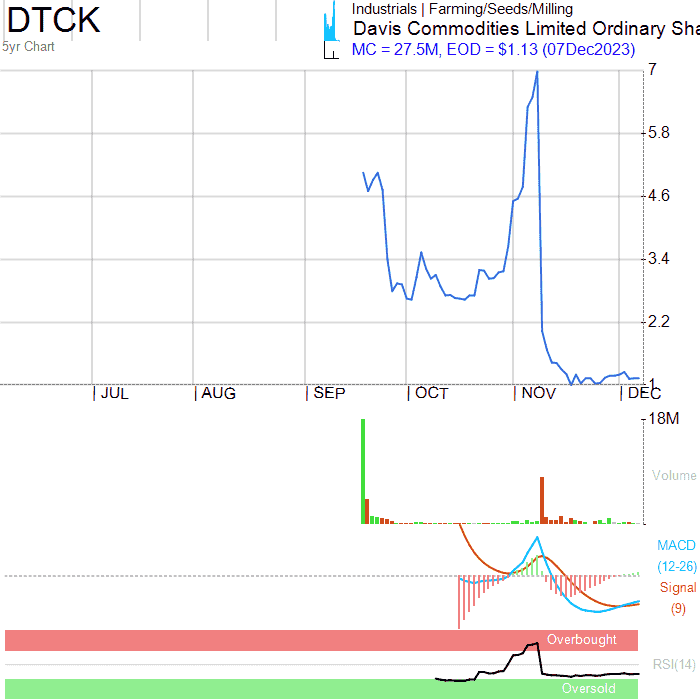 DTCK
Industrials | Farming/Seeds/Milling
Davis Commodities Limited Ordinary Sha
5yr Chart
MC = 27.5M, EOD = $1.13 (07Dec2023)
7
5.8
4.6
3.4
2.2
1
JUL AUG SEP OCT NOV DEC
18M
Volume
MACD
(12-26)
Signal
(9)
Overbought
RSI(14)
Oversold